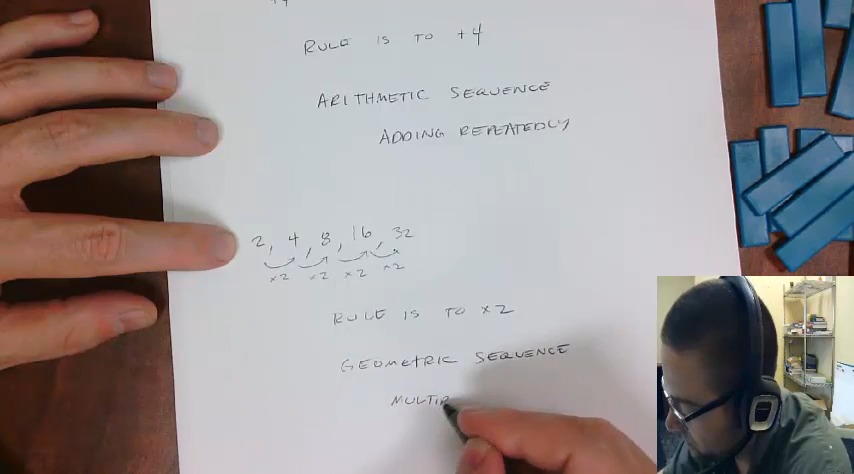 RULE IS TO +4
ARITHMETIC SEQUENCE
ADDING REPEATEDLY
2, 4, 8, 16, 32
×2 ×2 ×2 ×2
RULE IS TO ×2
GEOMETRIC SEQUENCE
MULTIP